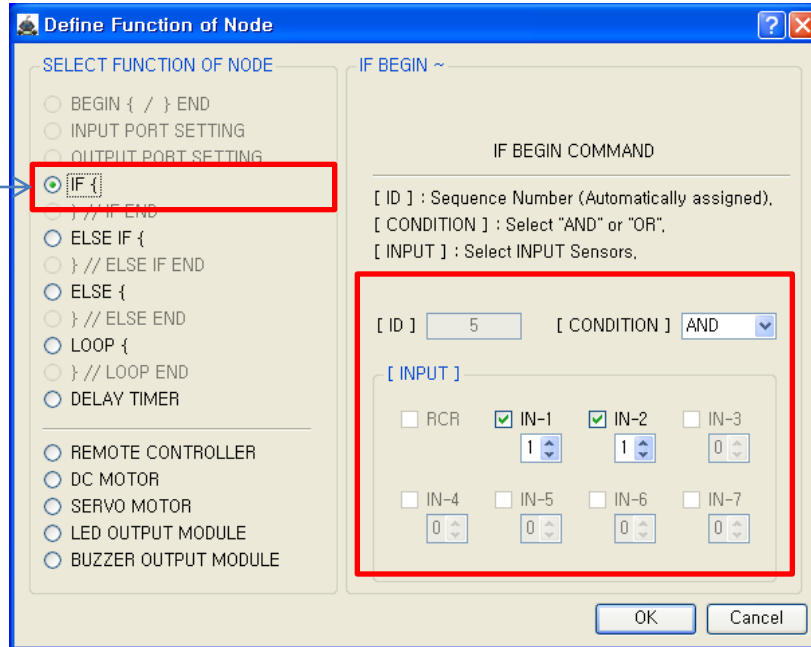 Define Function of Node
SELECT FUNCTION OF NODE
BEGIN { / } END
INPUT PORT SETTING
OUTPUT PORT SETTING
IF {
} // IF END
ELSE IF {
} // ELSE IF END
ELSE {
} // ELSE END
LOOP {
} // LOOP END
DELAY TIMER
REMOTE CONTROLLER
DC MOTOR
SERVO MOTOR
LED OUTPUT MODULE
BUZZER OUTPUT MODULE
IF BEGIN ~
IF BEGIN COMMAND
[ ID ] : Sequence Number (Automatically assigned),
[ CONDITION ] : Select "AND" or "OR",
[ INPUT ] : Select INPUT Sensors,
[ ID ] 5 [ CONDITION ] AND
[ INPUT ]
RCR IN-1 IN-2 IN-3
1 1 0
IN-4 IN-5 IN-6 IN-7
0 0 0 0
OK Cancel